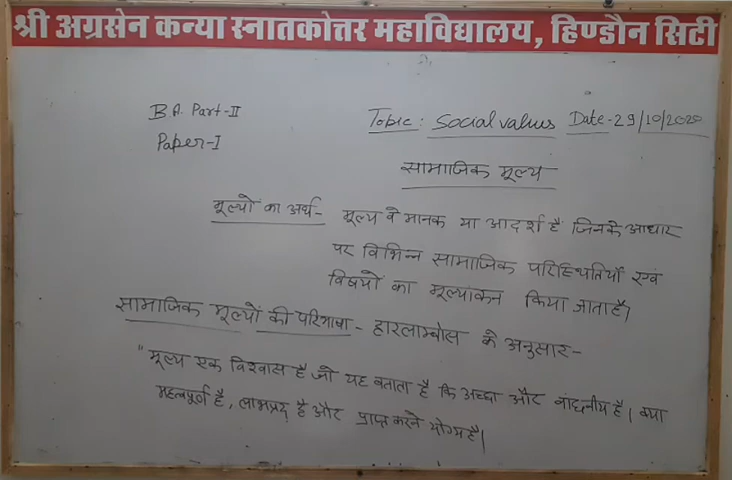 श्री अग्रसेन कन्या स्नातकोत्तर महाविद्यालय, हिण्डौन सिटी
B.A. Part-II
Topic: Social values Date-29/10/2020
Paper-I
सामाजिक मूल्य
मूल्यों का अर्थ- मूल्य वे मानक या आदर्श हैं जिनके आधार
पर विभिन्न सामाजिक परिस्थितियों एवं
विषयों का मूल्यांकन किया जाता है।
सामाजिक मूल्यों की परिभाषा - हारलाम्बोस के अनुसार-
"मूल्य एक विश्वास है जो यह बताता है कि अच्छा और वांछनीय है। क्या
महत्वपूर्ण है, लाभप्रद है और प्राप्त करने योग्य है।